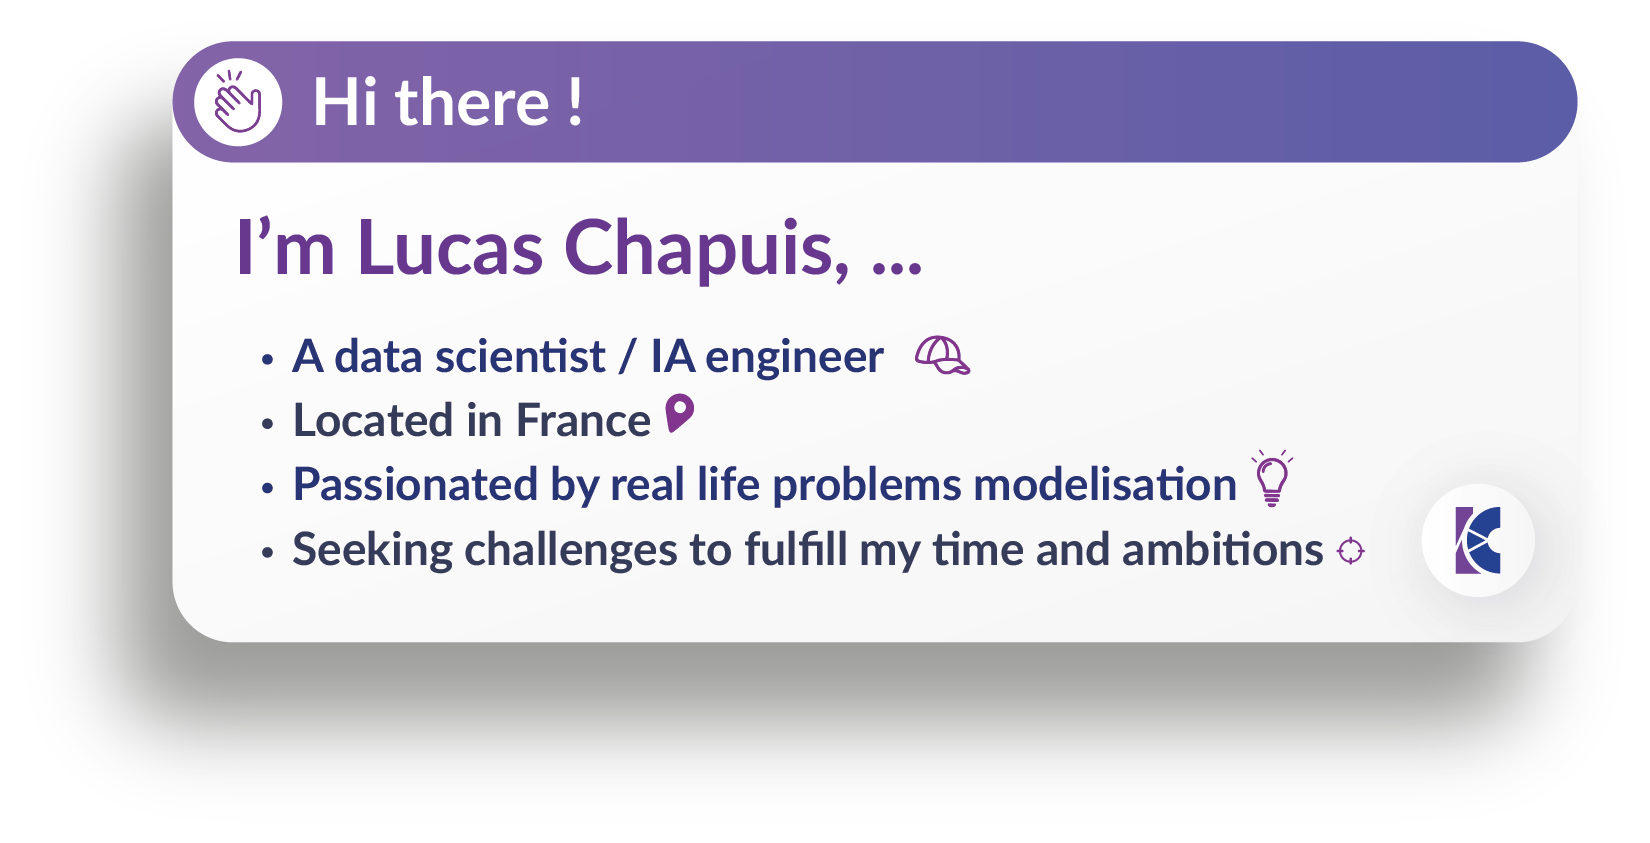 Hi there !
I’m Lucas Chapuis, ...
• A data scientist / IA engineer
• Located in France
• Passionated by real life problems modelisation
• Seeking challenges to fulfill my time and ambitions